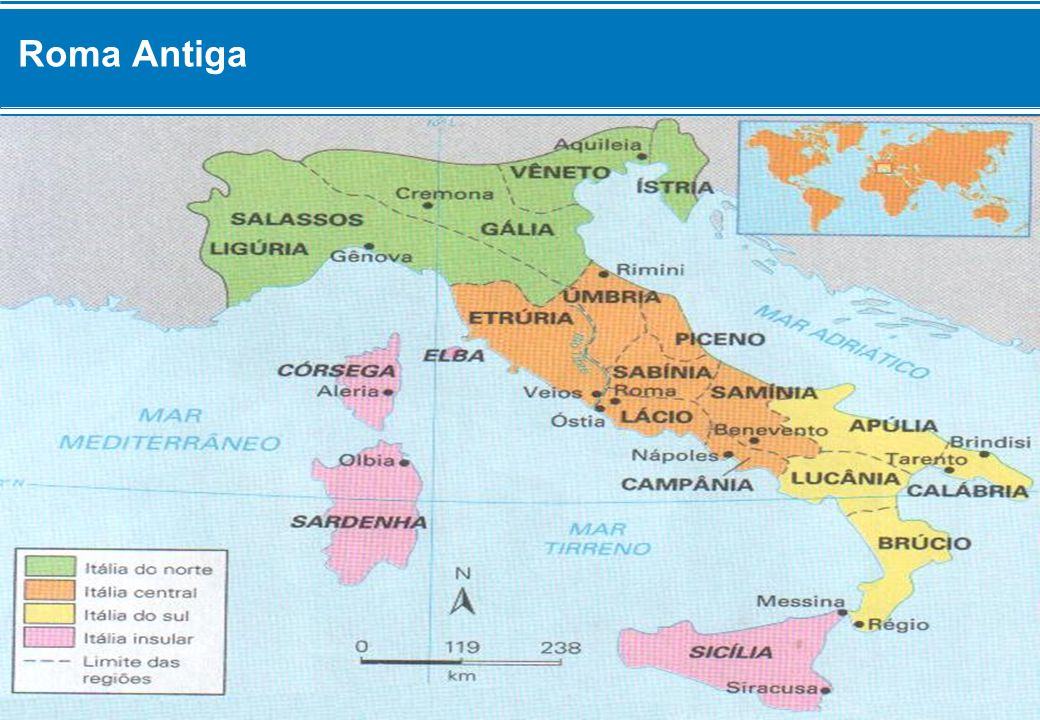 Roma Antiga
Aquileia
VÊNETO
ÍSTRIA
Cremona
SALASSOS
GÁLIA
LIGÚRIA
Gênova
Rimini
ÚMBRIA
ETRÚRIA
MAR ADRIÁTICO
PICENO
ELBA
CÓRSEGA
SABÍNIA
Aleria
Veios
Roma
SAMÍNIA
MAR
MEDITERRÂNEO
Óstia
LÁCIO
Benevento
APÚLIA
Brindisi
Olbia
Nápoles
Tarento
CAMPÂNIA
LUCÂNIA
CALÁBRIA
SARDENHA
MAR
TIRRENO
BRÚCIO
Itália do norte
Itália central
Itália do sul
Itália insular
Limite das
regiões
N
0 119 238
km
Messina
Régio
SICÍLIA
Siracusa